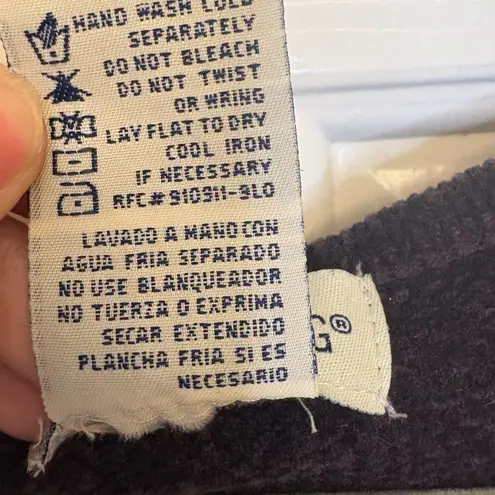 HAND WASH COLD
SEPARATELY
DO NOT BLEACH
DO NOT TWIST
OR WRING
LAY FLAT TO DRY
COOL IRON
IF NECESSARY
RFC# 910911-9L0
LAVADO A MANO CON
AGUA FRIA SEPARADO
NO USE BLANQUEADOR
NO TUERZA O EXPRIMA
SECAR EXTENDIDO
PLANCHA FRIA SI ES
NECESARIO
G®